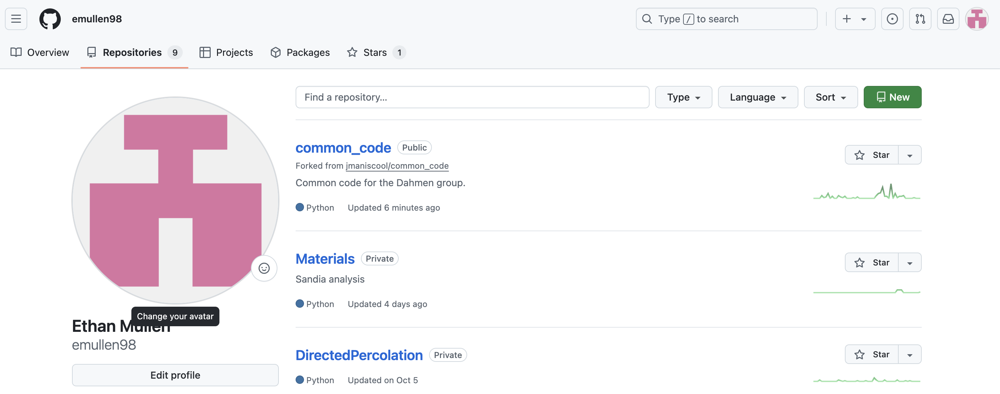 emullen98
Type / to search
Overview
Repositories 9
Projects
Packages
Stars 1
Find a repository...
Type
Language
Sort
New
common_code Public
Forked from jmaniscool/common_code
Common code for the Dahmen group.
Python Updated 6 minutes ago
Star
Materials Private
Sandia analysis
Python Updated 4 days ago
Star
DirectedPercolation Private
Python Updated on Oct 5
Star
Change your avatar
Ethan Mullen
emullen98
Edit profile